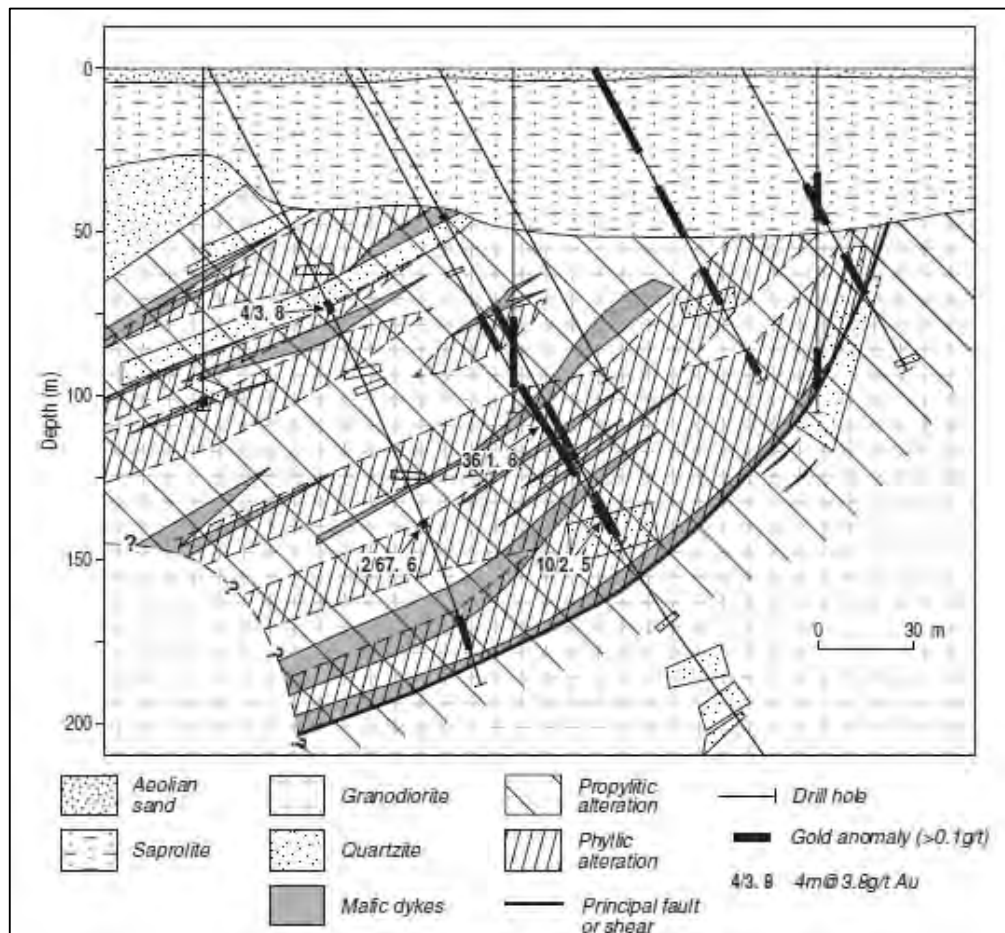 0
50
4/3. 8
Depth (m)
100
36/1. 8
?
150
?
2/67. 6
10/2. 5
0 30 m
?
200
?
Aeolian
sand
Granodiorite
Propylitic
alteration
Drill hole
Saprolite
Quartzite
Phyllic
alteration
Gold anomaly (>0.1g/t)
4/3. 8 4m@3.8g/t Au
Mafic dykes
Principal fault
or shear